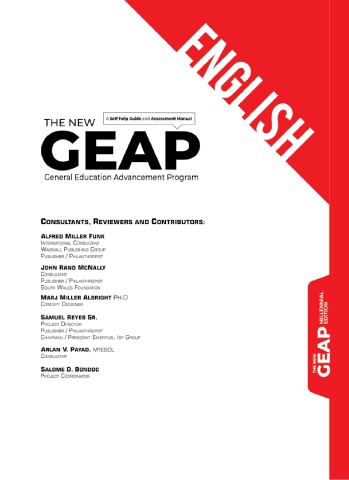 ENGLISH
THE NEW
A Self-help Guide and Assessment Manual
GEAP
General Education Advancement Program
CONSULTANTS, REVIEWERS AND CONTRIBUTORS:
ALFRED MILLER FUNK
INTERNATIONAL CONSULTANT
WAGNALL PUBLISHING GROUP
PUBLISHER / PHILANTHROPIST
JOHN RAND MCNALLY
CONSULTANT
PUBLISHER / PHILANTHROPIST
SOUTH WALES FOUNDATION
MARJ MILLER ALBRIGHT PH.D
CONCEPT DESIGNER
SAMUEL REYES SR.
PROJECT DIRECTOR
PUBLISHER / PHILANTHROPIST
CHAIRMAN / PRESIDENT EMERITUS, GROUP
ARLAN V. PAYAD, MTESOL
CONSULTANT
SALOME O. BONDOC
PROJECT COORDINATOR
THE NEW
GEAP
MILLENNIAL
EDITION